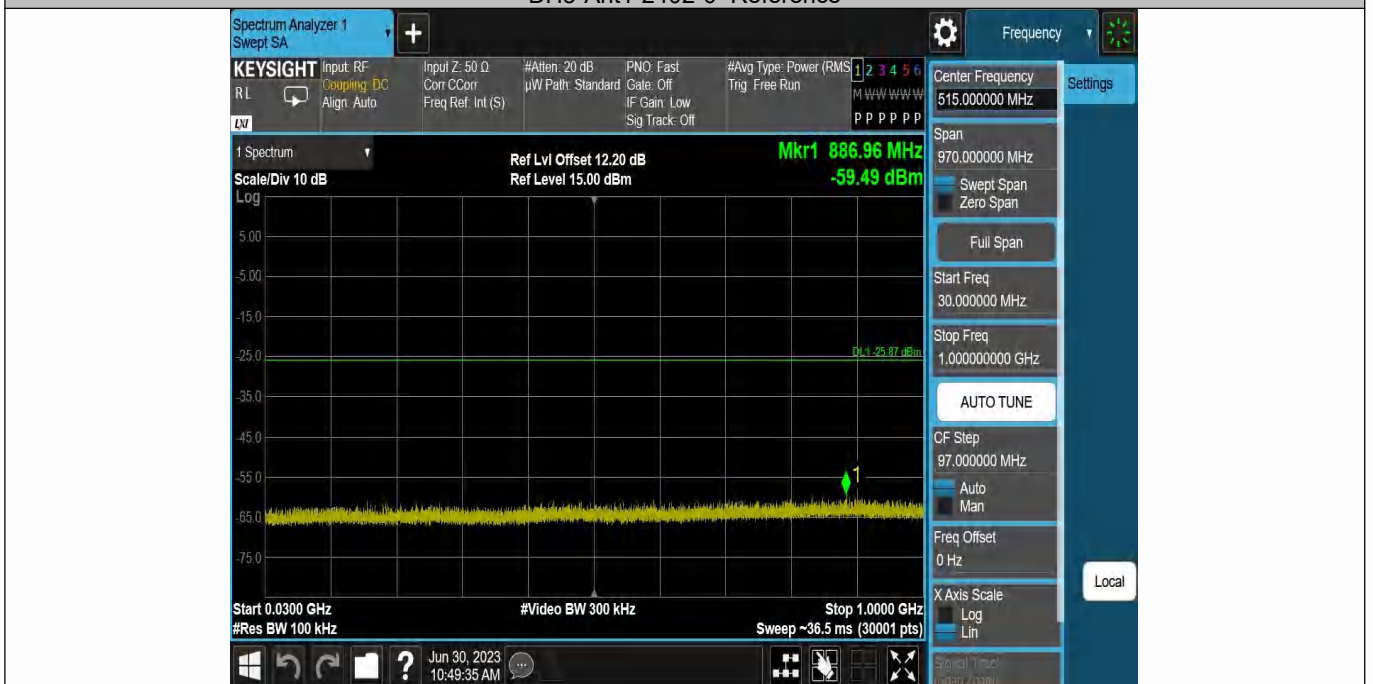 Spectrum Analyzer 1
Swept SA
+
Frequency
KEYSIGHT
RL
LXI
Input: RF
Coupling: DC
Align: Auto
Input Z: 50 Ω
Corr CCorr
Freq Ref: Int (S)
#Atten: 20 dB
µW Path: Standard
PNO: Fast
Gate: Off
IF Gain: Low
Sig Track: Off
#Avg Type: Power (RMS
Trig: Free Run
1 2 3 4 5 6
M W W W W W
P P P P P P
Center Frequency
515.000000 MHz
Settings
1 Spectrum
Scale/Div 10 dB
Log
Ref Lvl Offset 12.20 dB
Ref Level 15.00 dBm
Mkr1 886.96 MHz
-59.49 dBm
Span
970.000000 MHz
Swept Span
Zero Span
Full Span
Start Freq
30.000000 MHz
Stop Freq
1.000000000 GHz
AUTO TUNE
CF Step
97.000000 MHz
Auto
Man
Freq Offset
0 Hz
X Axis Scale
Log
Lin
Local
5.00
-5.00
-15.0
-25.0
DL1 -25.87 dBm
-35.0
-45.0
-55.0
1
-65.0
-75.0
Start 0.0300 GHz
#Res BW 100 kHz
#Video BW 300 kHz
Stop 1.0000 GHz
Sweep ~36.5 ms (30001 pts)
?
Jun 30, 2023
10:49:35 AM